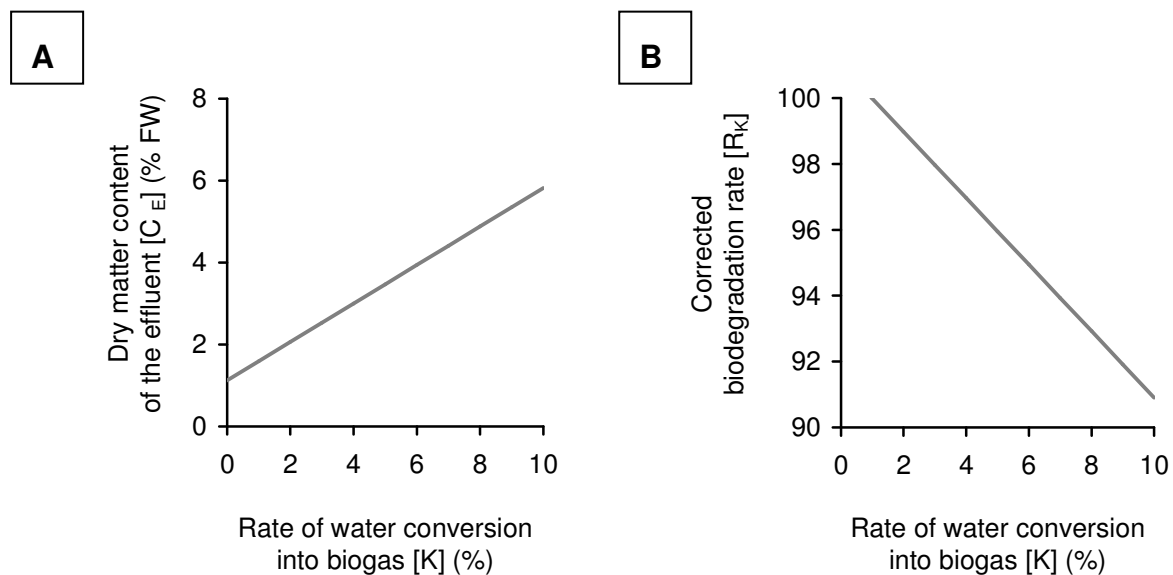 A
Dry matter content
of the effluent [C E] (% FW)
8
6
4
2
0
0 2 4 6 8 10
Rate of water conversion
into biogas [K] (%)
B
Corrected
biodegradation rate [RK]
100
98
96
94
92
90
0 2 4 6 8 10
Rate of water conversion
into biogas [K] (%)